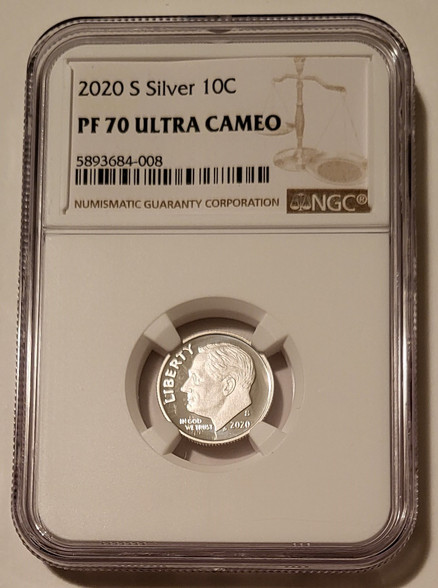 2020 S Silver 10C
PF 70 ULTRA CAMEO
5893684-008
NUMISMATIC GUARANTY CORPORATION
NGC®
LIBERTY
IN GOD
WE TRUST
S
2020